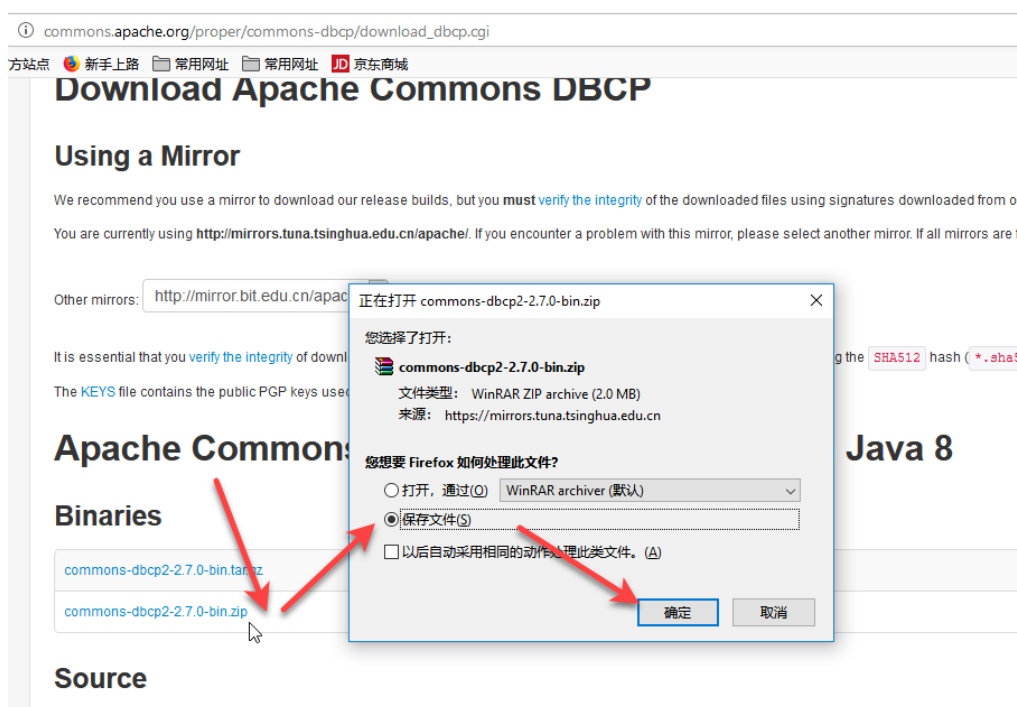 commons.apache.org/proper/commons-dbcp/download_dbcp.cgi
方站点 新手上路 常用网址 常用网址 JD 京东商城
Download Apache Commons DBCP
Using a Mirror
We recommend you use a mirror to download our release builds, but you must verify the integrity of the downloaded files using signatures downloaded from o
You are currently using http://mirrors.tuna.tsinghua.edu.cn/apache/. If you encounter a problem with this mirror, please select another mirror. If all mirrors are
Other mirrors: http://mirror.bit.edu.cn/apac
It is essential that you verify the integrity of downl
g the SHA512 hash ( *.sha5
The KEYS file contains the public PGP keys used
Apache Commons
Java 8
Binaries
commons-dbcp2-2.7.0-bin.tar.gz
commons-dbcp2-2.7.0-bin.zip
Source
正在打开 commons-dbcp2-2.7.0-bin.zip
您选择了打开:
commons-dbcp2-2.7.0-bin.zip
文件类型: WinRAR ZIP archive (2.0 MB)
来源: https://mirrors.tuna.tsinghua.edu.cn
您想要 Firefox 如何处理此文件?
打开，通过(O) WinRAR archiver (默认)
保存文件(S)
以后自动采用相同的动作处理此类文件。(A)
确定 取消